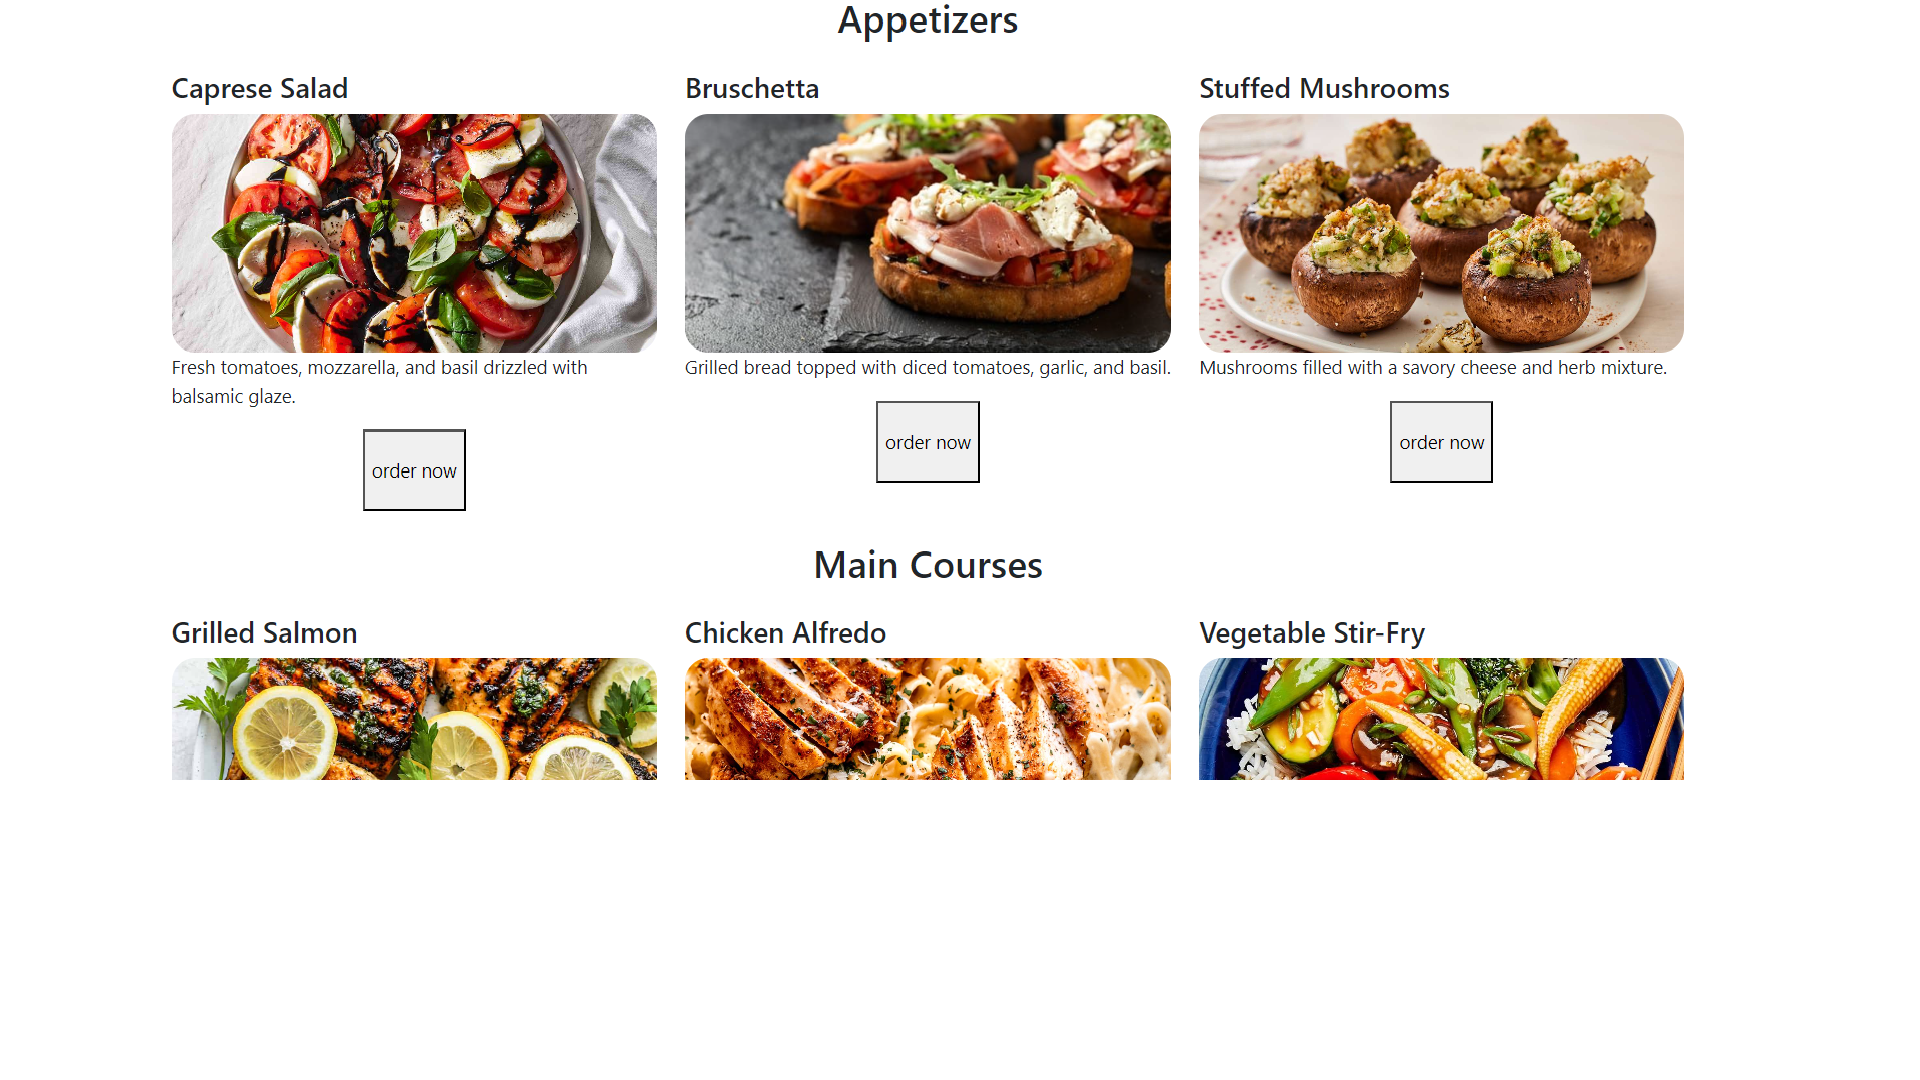 Appetizers
Caprese Salad
Bruschetta
Stuffed Mushrooms
Fresh tomatoes, mozzarella, and basil drizzled with
balsamic glaze.
Grilled bread topped with diced tomatoes, garlic, and basil.
Mushrooms filled with a savory cheese and herb mixture.
order now
order now
order now
Main Courses
Grilled Salmon
Chicken Alfredo
Vegetable Stir-Fry